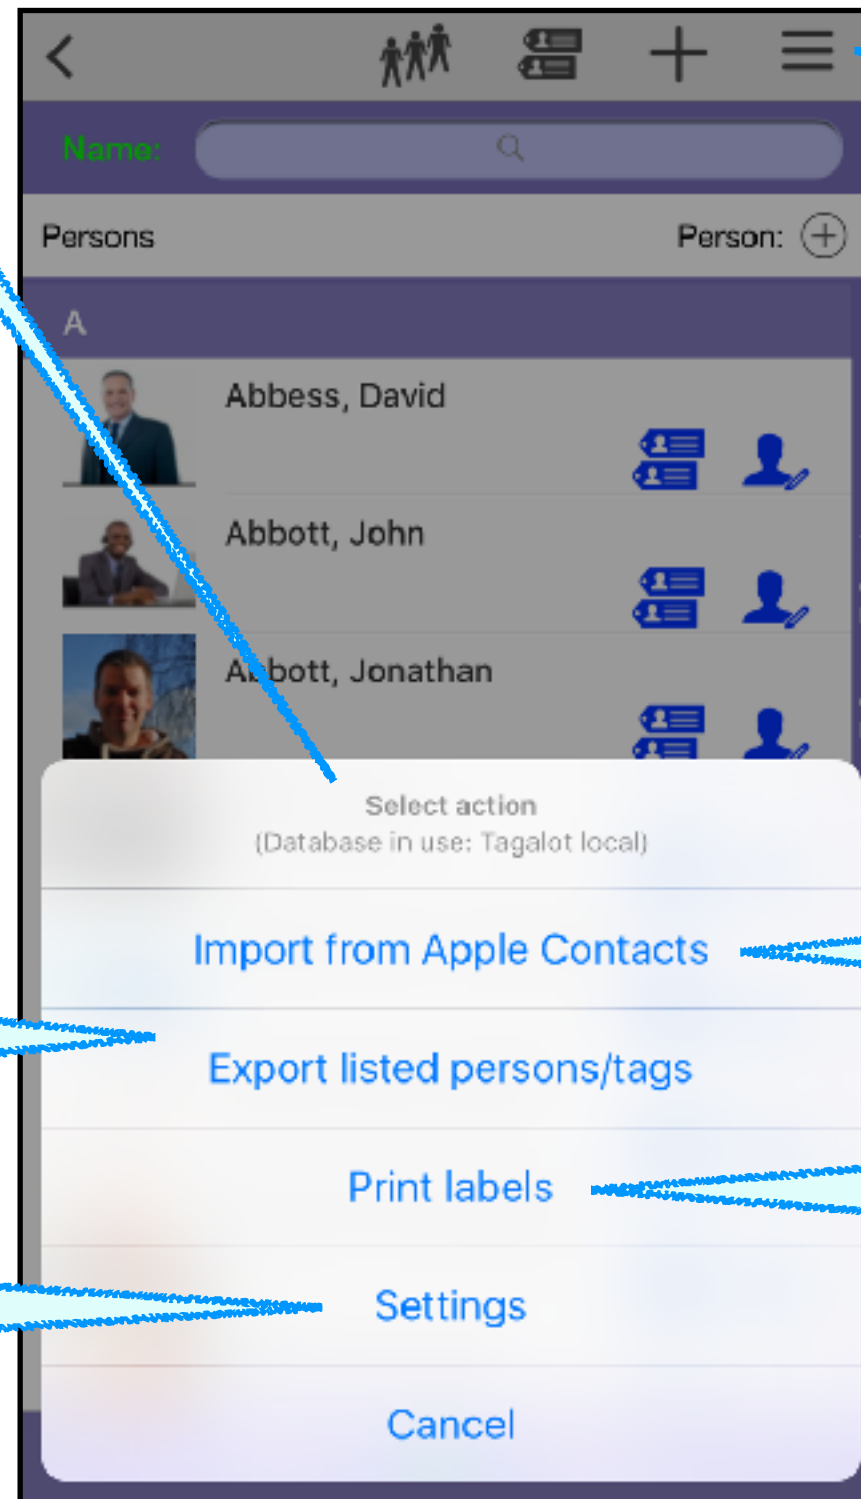 Name:
Persons Person:
A
Abbess, David
Abbott, John
Abbott, Jonathan
Select action
(Database in use: Tagalot local)
Import from Apple Contacts
Export listed persons/tags
Print labels
Settings
Cancel